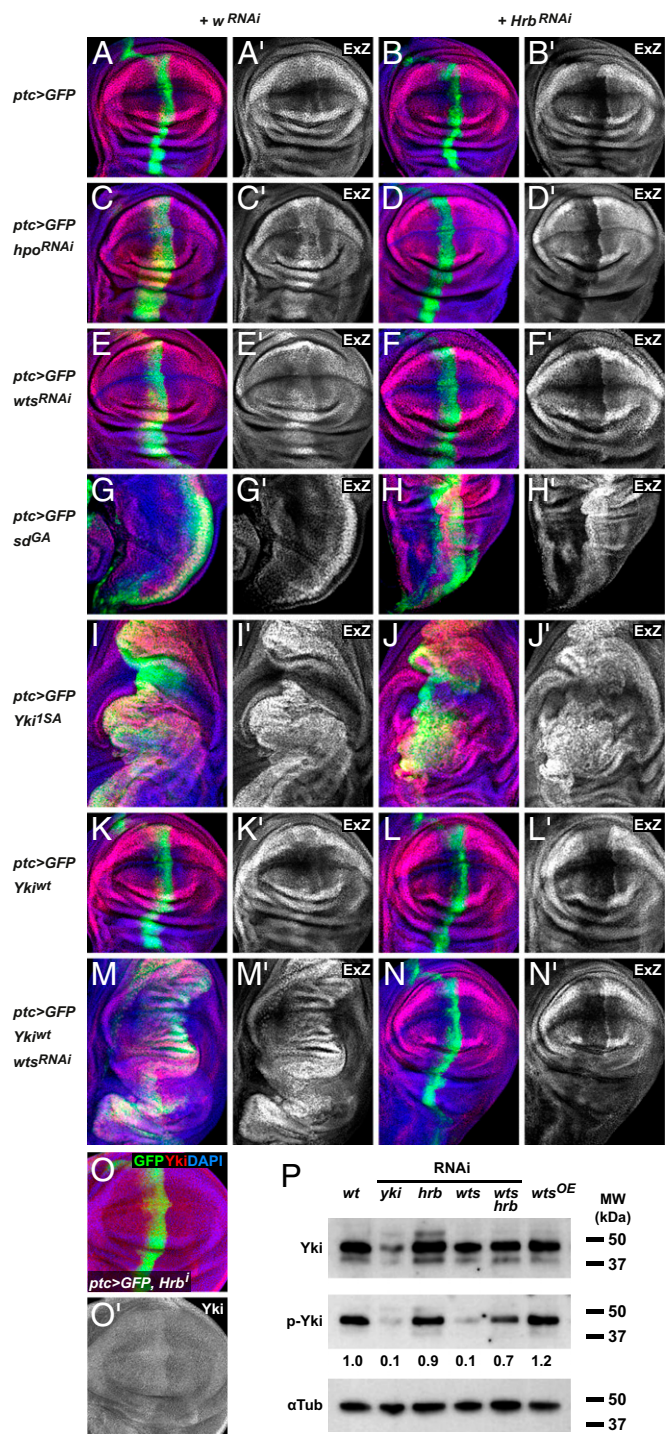 + w RNAi + Hrb RNAi
ptc>GFP
A A' ExZ B B' ExZ
ptc>GFP
hpo RNAi
C C' ExZ D D' ExZ
ptc>GFP
wts RNAi
E E' ExZ F F' ExZ
ptc>GFP
sd GA
G G' ExZ H H' ExZ
ptc>GFP
Yki 1SA
I I' ExZ J J' ExZ
ptc>GFP
Yki wt
K K' ExZ L L' ExZ
ptc>GFP
Yki wt
wts RNAi
M M' ExZ N N' ExZ
O GFPYkiDAPI
ptc>GFP, Hrb i
O' Yki
P RNAi
wt yki hrb wts wts hrb wts OE MW (kDa)
Yki 50
37
p-Yki 50
37
1.0 0.1 0.9 0.1 0.7 1.2
αTub 50
37